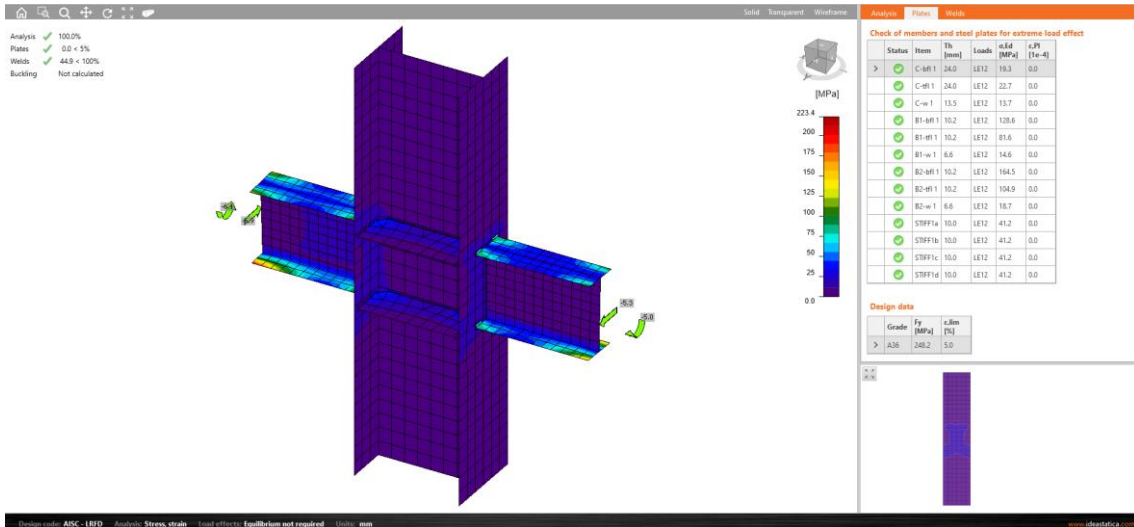 Solid Transparent Wireframe
Analysis Plates Welds
Analysis 100.0%
Plates 0.0 < 5%
Welds 44.9 < 100%
Buckling Not calculated
[MPa]
223.4
200
175
150
125
100
75
50
25
0.0
-5.3
-5.0
Check of members and steel plates for extreme load effect
Status Item Th [mm] Loads σ,Ed [MPa] ε,Pl [1e-4]
> C-bfl 1 24.0 LE12 19.3 0.0
C-tfl 1 24.0 LE12 22.7 0.0
C-w 1 13.5 LE12 13.7 0.0
B1-bfl 1 10.2 LE12 128.6 0.0
B1-tfl 1 10.2 LE12 81.6 0.0
B1-w 1 6.6 LE12 14.6 0.0
B2-bfl 1 10.2 LE12 164.5 0.0
B2-tfl 1 10.2 LE12 104.9 0.0
B2-w 1 6.6 LE12 18.7 0.0
STIFF1a 10.0 LE12 41.2 0.0
STIFF1b 10.0 LE12 41.2 0.0
STIFF1c 10.0 LE12 41.2 0.0
STIFF1d 10.0 LE12 41.2 0.0
Design data
Grade Fy [MPa] ε,lim [%]
> A36 248.2 5.0
Design code: AISC - LRFD Analysis: Stress, strain Load effects: Equilibrium not required Units: mm
www.ideastatica.com